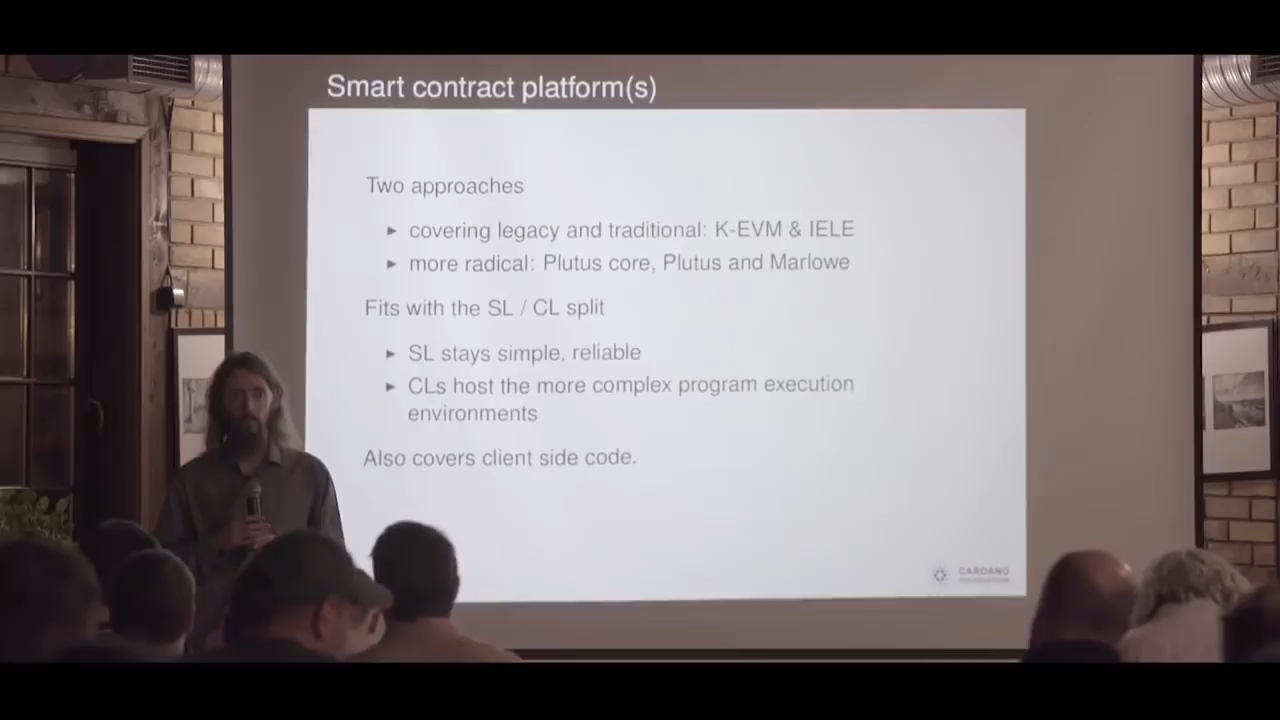 Smart contract platform(s)
Two approaches
► covering legacy and traditional: K-EVM & IELE
► more radical: Plutus core, Plutus and Marlowe
Fits with the SL / CL split
► SL stays simple, reliable
► CLs host the more complex program execution
environments
Also covers client side code.
CARDANO